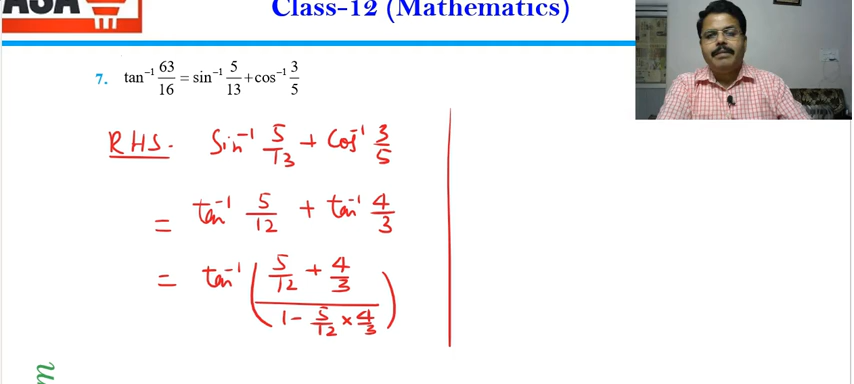 Class-12 (Mathematics)
7. tan⁻¹ 63/16 = sin⁻¹ 5/13 + cos⁻¹ 3/5
RHS. Sin⁻¹ 5/13 + Cos⁻¹ 3/5
= tan⁻¹ 5/12 + tan⁻¹ 4/3
= tan⁻¹ ( (5/12 + 4/3) / (1 - 5/12 × 4/3) )
m